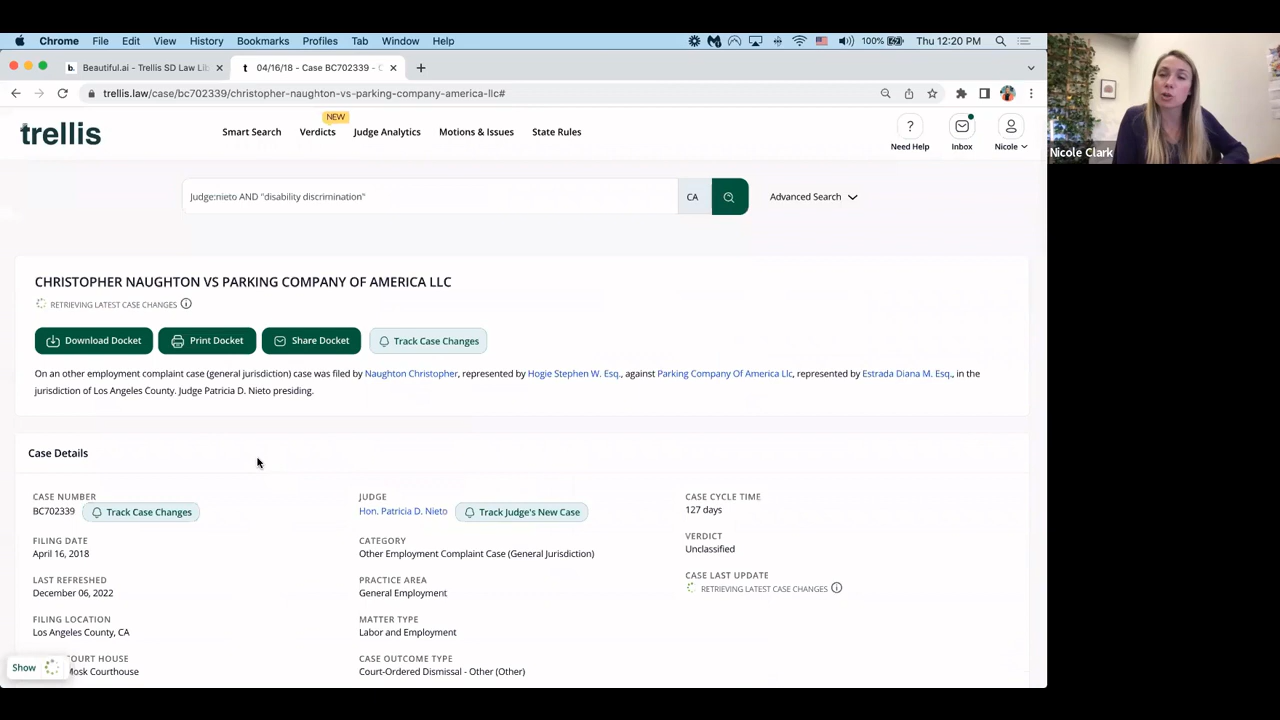 Chrome File Edit View History Bookmarks Profiles Tab Window Help 100% Thu 12:20 PM
b. Beautiful.ai - Trellis SD Law Lib
t 04/16/18 - Case BC702339 - C
trellis.law/case/bc702339/christopher-naughton-vs-parking-company-america-llc#
Nicole Clark
trellis
Smart Search
NEW
Verdicts
Judge Analytics
Motions & Issues
State Rules
? Need Help
Inbox
Nicole
Judge:nieto AND "disability discrimination"
CA
Advanced Search
CHRISTOPHER NAUGHTON VS PARKING COMPANY OF AMERICA LLC
RETRIEVING LATEST CASE CHANGES
Download Docket
Print Docket
Share Docket
Track Case Changes
On an other employment complaint case (general jurisdiction) case was filed by Naughton Christopher, represented by Hogie Stephen W. Esq., against Parking Company Of America Llc, represented by Estrada Diana M. Esq., in the
jurisdiction of Los Angeles County. Judge Patricia D. Nieto presiding.
Case Details
CASE NUMBER
BC702339 Track Case Changes
FILING DATE
April 16, 2018
LAST REFRESHED
December 06, 2022
FILING LOCATION
Los Angeles County, CA
COURT HOUSE
Mosk Courthouse
Show
JUDGE
Hon. Patricia D. Nieto Track Judge's New Case
CATEGORY
Other Employment Complaint Case (General Jurisdiction)
PRACTICE AREA
General Employment
MATTER TYPE
Labor and Employment
CASE OUTCOME TYPE
Court-Ordered Dismissal - Other (Other)
CASE CYCLE TIME
127 days
VERDICT
Unclassified
CASE LAST UPDATE
RETRIEVING LATEST CASE CHANGES